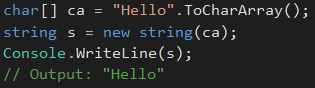 char[] ca = "Hello".ToCharArray();
string s = new string(ca);
Console.WriteLine(s);
// Output: "Hello"